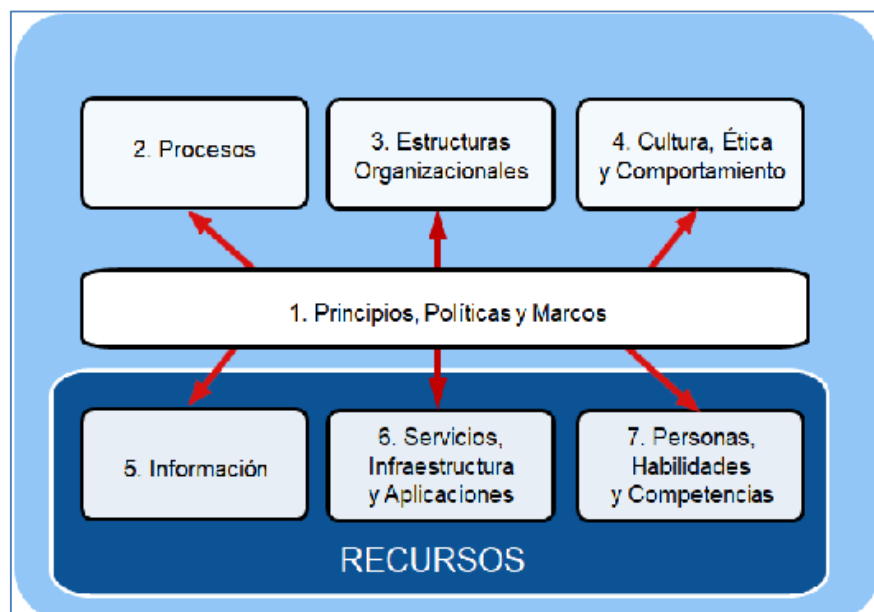 2. Procesos
3. Estructuras
Organizacionales
4. Cultura, Ética
y Comportamiento
1. Principios, Políticas y Marcos
5. Información
6. Servicios,
Infraestructura
y Aplicaciones
7. Personas,
Habilidades
y Competencias
RECURSOS